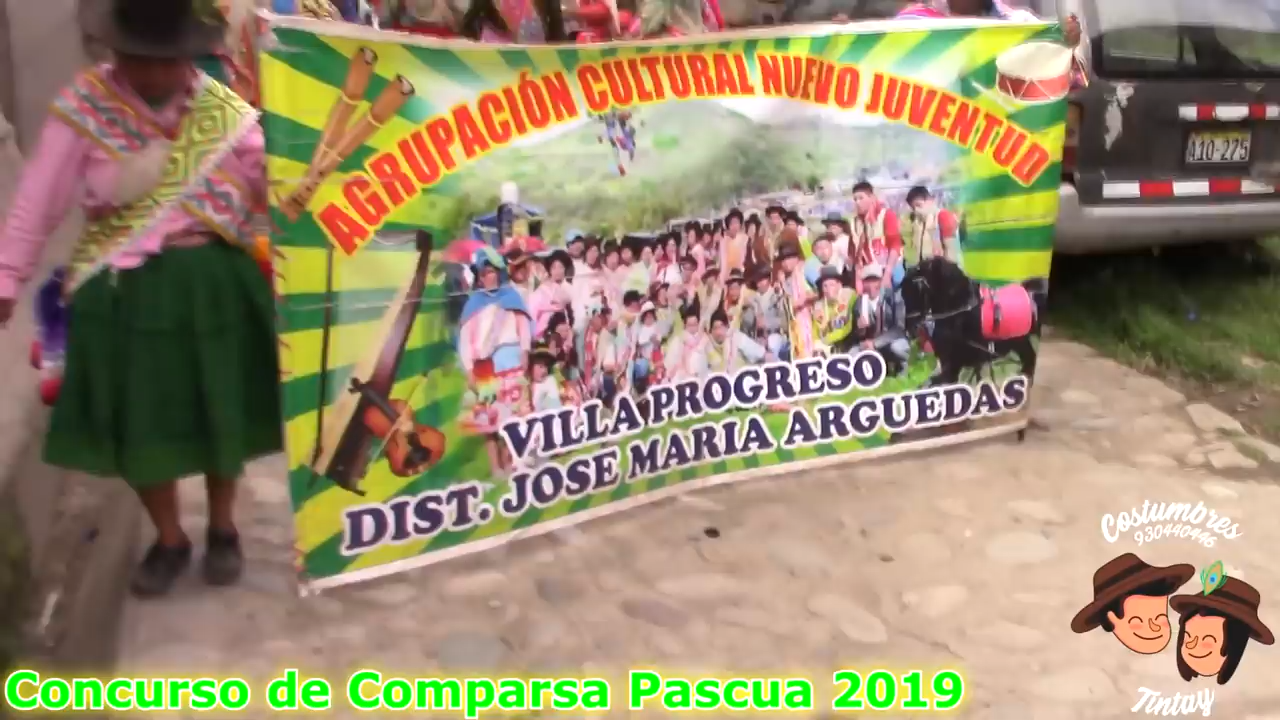 AGRUPACIÓN CULTURAL NUEVO JUVENTUD
A1O-275
VILLA PROGRESO
DIST. JOSE MARIA ARGUEDAS
Costumbres
930440446
Tintay
Concurso de Comparsa Pascua 2019